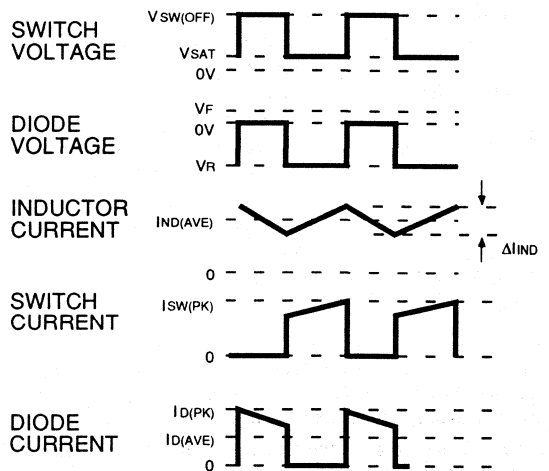 SWITCH
VOLTAGE
VSW(OFF)
VSAT
0V
DIODE
VOLTAGE
VF
0V
VR
INDUCTOR
CURRENT
IND(AVE)
ΔIIND
0
SWITCH
CURRENT
ISW(PK)
0
DIODE
CURRENT
ID(PK)
ID(AVE)
0